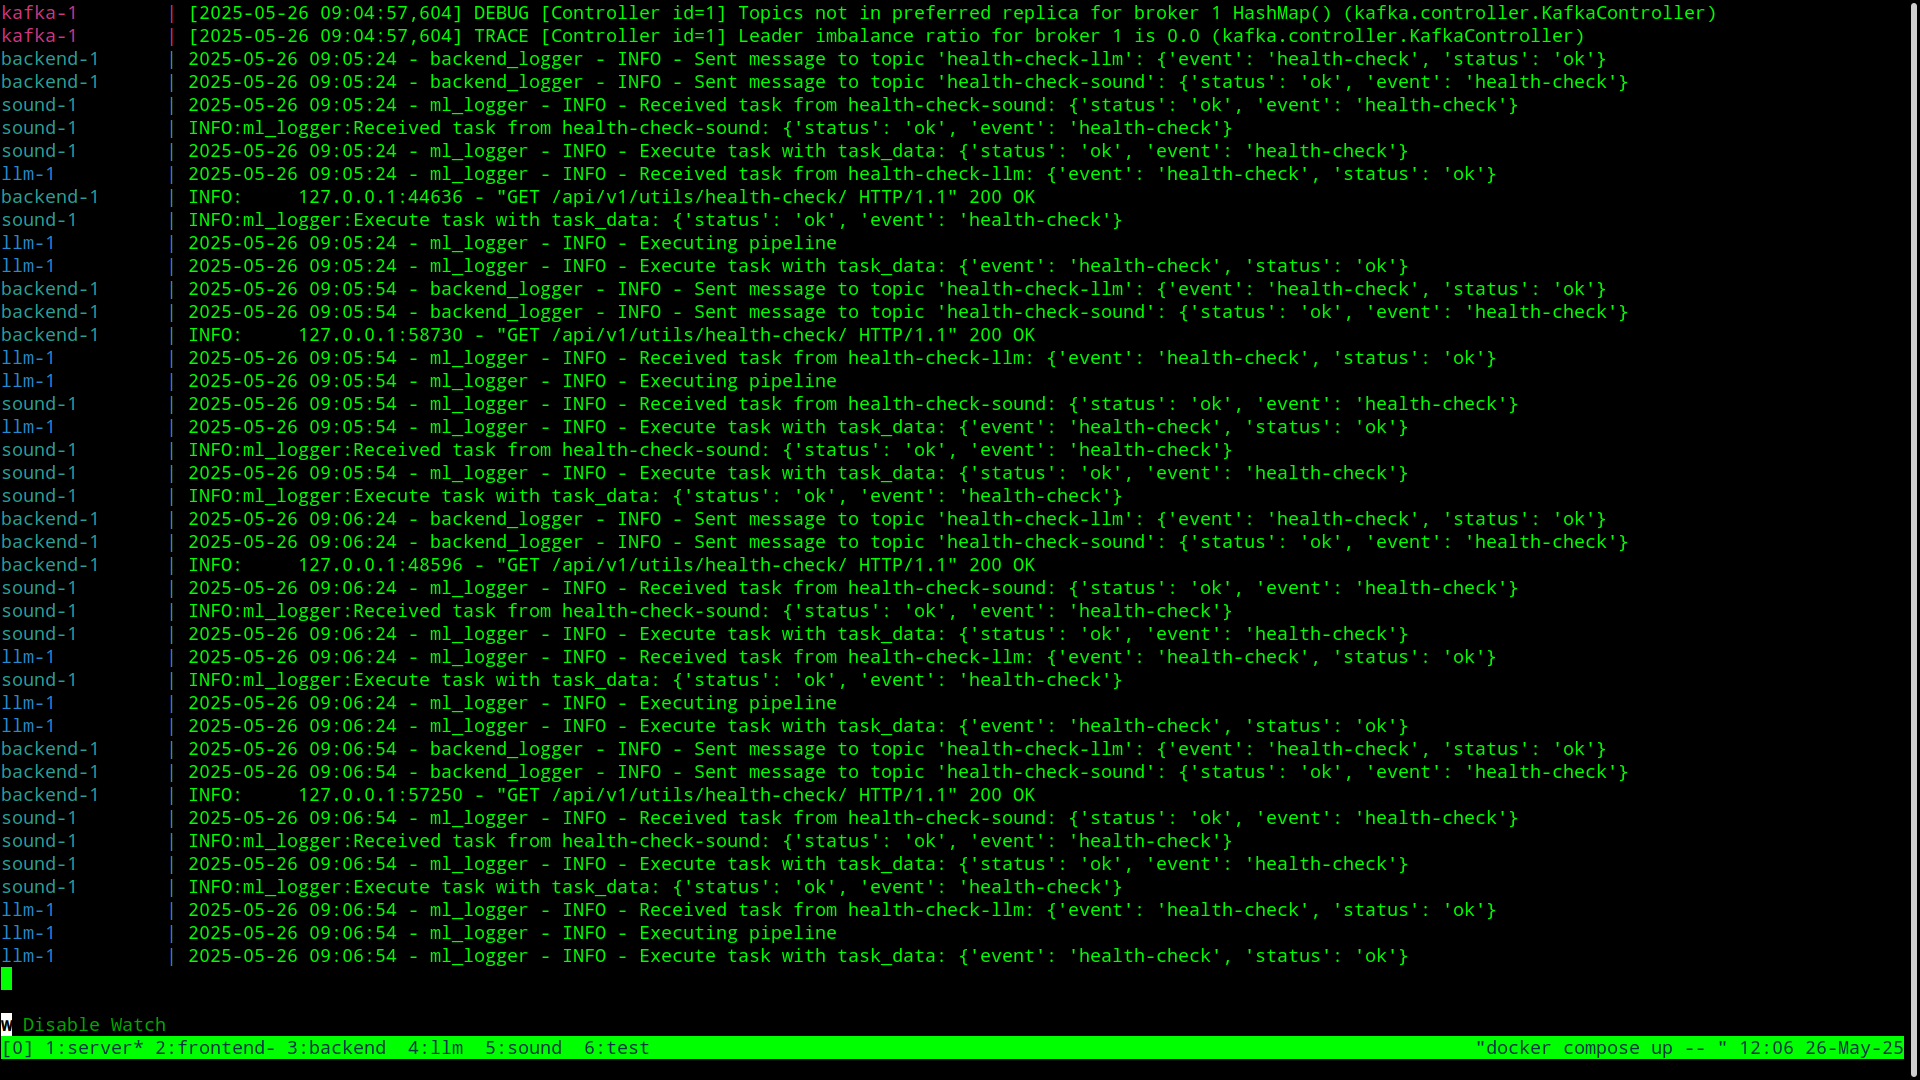 kafka-1 | [2025-05-26 09:04:57,604] DEBUG [Controller id=1] Topics not in preferred replica for broker 1 HashMap() (kafka.controller.KafkaController)
kafka-1 | [2025-05-26 09:04:57,604] TRACE [Controller id=1] Leader imbalance ratio for broker 1 is 0.0 (kafka.controller.KafkaController)
backend-1 | 2025-05-26 09:05:24 - backend_logger - INFO - Sent message to topic 'health-check-llm': {'event': 'health-check', 'status': 'ok'}
backend-1 | 2025-05-26 09:05:24 - backend_logger - INFO - Sent message to topic 'health-check-sound': {'status': 'ok', 'event': 'health-check'}
sound-1 | 2025-05-26 09:05:24 - ml_logger - INFO - Received task from health-check-sound: {'status': 'ok', 'event': 'health-check'}
sound-1 | INFO:ml_logger:Received task from health-check-sound: {'status': 'ok', 'event': 'health-check'}
sound-1 | 2025-05-26 09:05:24 - ml_logger - INFO - Execute task with task_data: {'status': 'ok', 'event': 'health-check'}
llm-1 | 2025-05-26 09:05:24 - ml_logger - INFO - Received task from health-check-llm: {'event': 'health-check', 'status': 'ok'}
backend-1 | INFO: 127.0.0.1:44636 - "GET /api/v1/utils/health-check/ HTTP/1.1" 200 OK
sound-1 | INFO:ml_logger:Execute task with task_data: {'status': 'ok', 'event': 'health-check'}
llm-1 | 2025-05-26 09:05:24 - ml_logger - INFO - Executing pipeline
llm-1 | 2025-05-26 09:05:24 - ml_logger - INFO - Execute task with task_data: {'event': 'health-check', 'status': 'ok'}
backend-1 | 2025-05-26 09:05:54 - backend_logger - INFO - Sent message to topic 'health-check-llm': {'event': 'health-check', 'status': 'ok'}
backend-1 | 2025-05-26 09:05:54 - backend_logger - INFO - Sent message to topic 'health-check-sound': {'status': 'ok', 'event': 'health-check'}
backend-1 | INFO: 127.0.0.1:58730 - "GET /api/v1/utils/health-check/ HTTP/1.1" 200 OK
llm-1 | 2025-05-26 09:05:54 - ml_logger - INFO - Received task from health-check-llm: {'event': 'health-check', 'status': 'ok'}
llm-1 | 2025-05-26 09:05:54 - ml_logger - INFO - Executing pipeline
sound-1 | 2025-05-26 09:05:54 - ml_logger - INFO - Received task from health-check-sound: {'status': 'ok', 'event': 'health-check'}
llm-1 | 2025-05-26 09:05:54 - ml_logger - INFO - Execute task with task_data: {'event': 'health-check', 'status': 'ok'}
sound-1 | INFO:ml_logger:Received task from health-check-sound: {'status': 'ok', 'event': 'health-check'}
sound-1 | 2025-05-26 09:05:54 - ml_logger - INFO - Execute task with task_data: {'status': 'ok', 'event': 'health-check'}
sound-1 | INFO:ml_logger:Execute task with task_data: {'status': 'ok', 'event': 'health-check'}
backend-1 | 2025-05-26 09:06:24 - backend_logger - INFO - Sent message to topic 'health-check-llm': {'event': 'health-check', 'status': 'ok'}
backend-1 | 2025-05-26 09:06:24 - backend_logger - INFO - Sent message to topic 'health-check-sound': {'status': 'ok', 'event': 'health-check'}
backend-1 | INFO: 127.0.0.1:48596 - "GET /api/v1/utils/health-check/ HTTP/1.1" 200 OK
sound-1 | 2025-05-26 09:06:24 - ml_logger - INFO - Received task from health-check-sound: {'status': 'ok', 'event': 'health-check'}
sound-1 | INFO:ml_logger:Received task from health-check-sound: {'status': 'ok', 'event': 'health-check'}
sound-1 | 2025-05-26 09:06:24 - ml_logger - INFO - Execute task with task_data: {'status': 'ok', 'event': 'health-check'}
llm-1 | 2025-05-26 09:06:24 - ml_logger - INFO - Received task from health-check-llm: {'event': 'health-check', 'status': 'ok'}
sound-1 | INFO:ml_logger:Execute task with task_data: {'status': 'ok', 'event': 'health-check'}
llm-1 | 2025-05-26 09:06:24 - ml_logger - INFO - Executing pipeline
llm-1 | 2025-05-26 09:06:24 - ml_logger - INFO - Execute task with task_data: {'event': 'health-check', 'status': 'ok'}
backend-1 | 2025-05-26 09:06:54 - backend_logger - INFO - Sent message to topic 'health-check-llm': {'event': 'health-check', 'status': 'ok'}
backend-1 | 2025-05-26 09:06:54 - backend_logger - INFO - Sent message to topic 'health-check-sound': {'status': 'ok', 'event': 'health-check'}
backend-1 | INFO: 127.0.0.1:57250 - "GET /api/v1/utils/health-check/ HTTP/1.1" 200 OK
sound-1 | 2025-05-26 09:06:54 - ml_logger - INFO - Received task from health-check-sound: {'status': 'ok', 'event': 'health-check'}
sound-1 | INFO:ml_logger:Received task from health-check-sound: {'status': 'ok', 'event': 'health-check'}
sound-1 | 2025-05-26 09:06:54 - ml_logger - INFO - Execute task with task_data: {'status': 'ok', 'event': 'health-check'}
sound-1 | INFO:ml_logger:Execute task with task_data: {'status': 'ok', 'event': 'health-check'}
llm-1 | 2025-05-26 09:06:54 - ml_logger - INFO - Received task from health-check-llm: {'event': 'health-check', 'status': 'ok'}
llm-1 | 2025-05-26 09:06:54 - ml_logger - INFO - Executing pipeline
llm-1 | 2025-05-26 09:06:54 - ml_logger - INFO - Execute task with task_data: {'event': 'health-check', 'status': 'ok'}
w Disable Watch
[0] 1:server* 2:frontend- 3:backend 4:llm 5:sound 6:test "docker compose up -- " 12:06 26-May-25